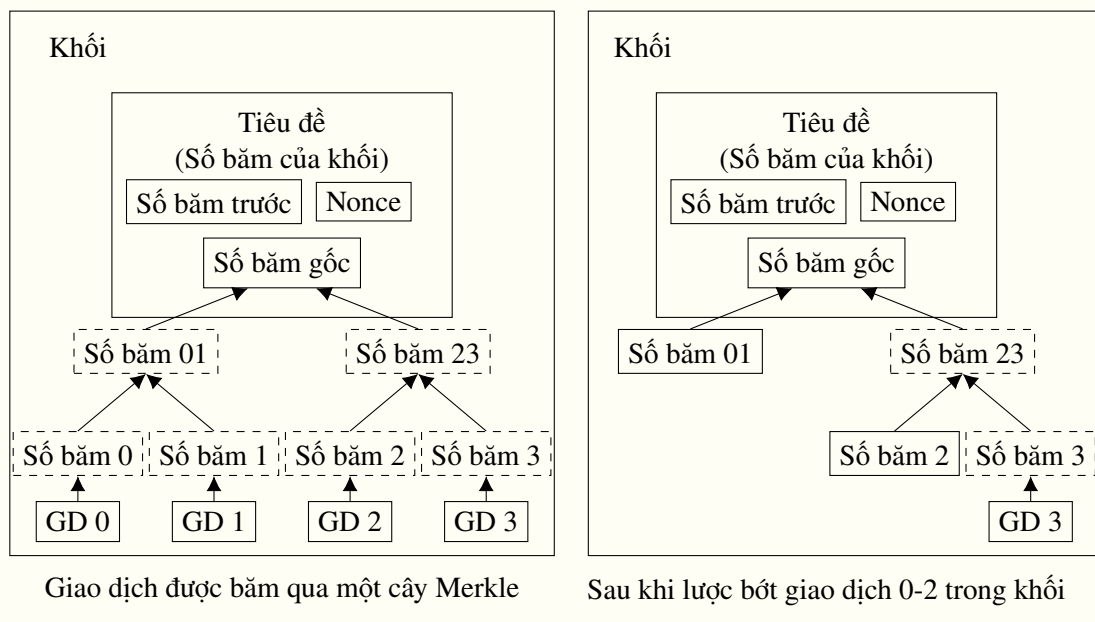 Khối
Tiêu đề
(Số băm của khối)
Số băm trước
Nonce
Số băm gốc
Số băm 01
Số băm 23
Số băm 0
Số băm 1
Số băm 2
Số băm 3
GD 0
GD 1
GD 2
GD 3
Giao dịch được băm qua một cây Merkle
Khối
Tiêu đề
(Số băm của khối)
Số băm trước
Nonce
Số băm gốc
Số băm 01
Số băm 23
Số băm 2
Số băm 3
GD 3
Sau khi lược bớt giao dịch 0-2 trong khối